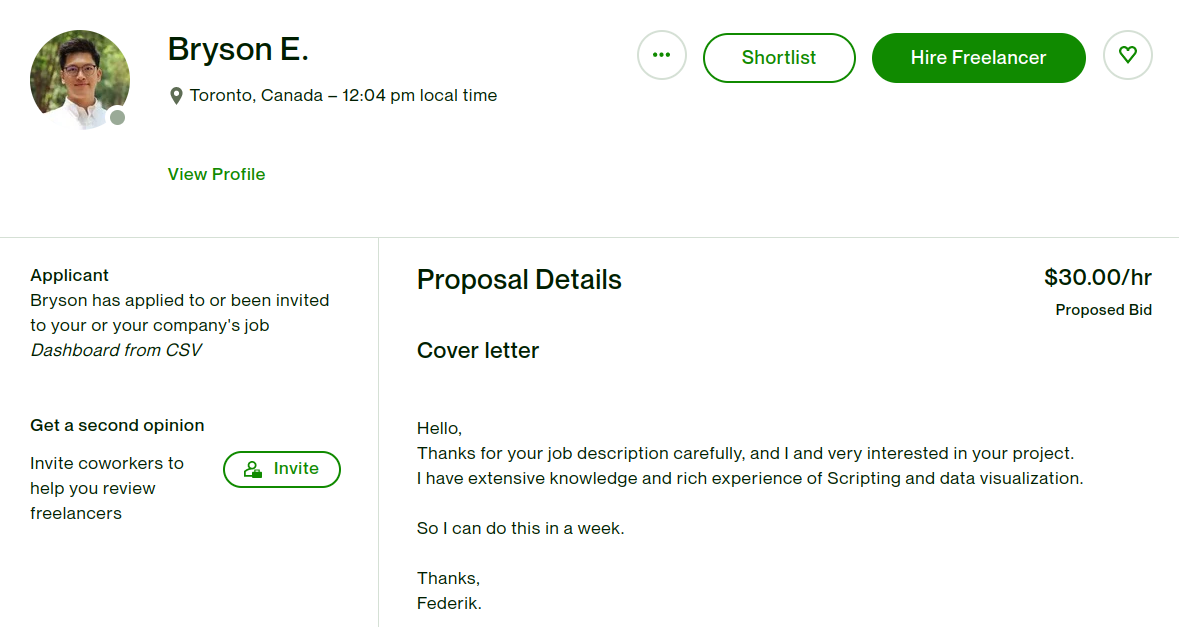 Bryson E.
Toronto, Canada – 12:04 pm local time
View Profile
Shortlist
Hire Freelancer
Applicant
Bryson has applied to or been invited
to your or your company's job
Dashboard from CSV
Get a second opinion
Invite coworkers to
help you review
freelancers
Invite
Proposal Details
$30.00/hr
Proposed Bid
Cover letter
Hello,
Thanks for your job description carefully, and I and very interested in your project.
I have extensive knowledge and rich experience of Scripting and data visualization.
So I can do this in a week.
Thanks,
Federik.